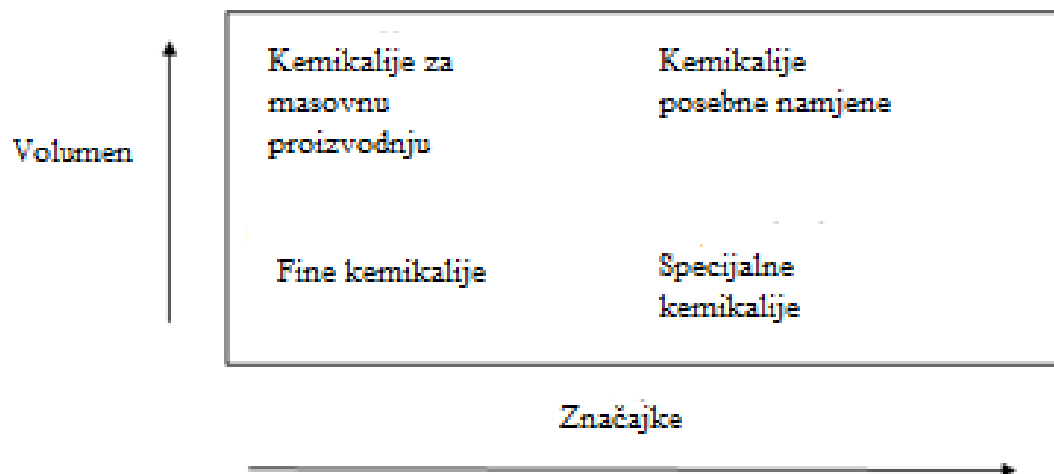 Kemikalije za
masovnu
proizvodnju
Kemikalije
posebne namjene
Volumen
Fine kemikalije
Specijalne
kemikalije
Značajke